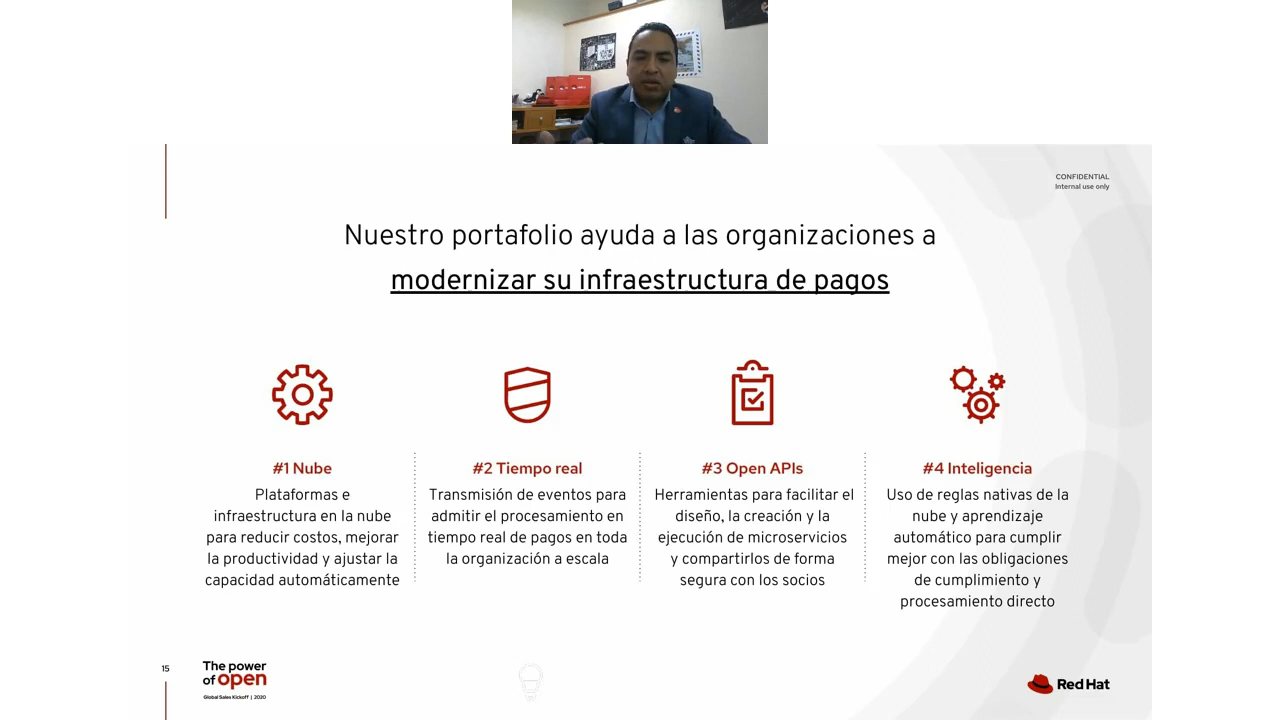 CONFIDENTIAL
Internal use only
Nuestro portafolio ayuda a las organizaciones a
modernizar su infraestructura de pagos
#1 Nube
Plataformas e
infraestructura en la nube
para reducir costos, mejorar
la productividad y ajustar la
capacidad automáticamente
#2 Tiempo real
Transmisión de eventos para
admitir el procesamiento en
tiempo real de pagos en toda
la organización a escala
#3 Open APIs
Herramientas para facilitar el
diseño, la creación y la
ejecución de microservicios
y compartirlos de forma
segura con los socios
#4 Inteligencia
Uso de reglas nativas de la
nube y aprendizaje
automático para cumplir
mejor con las obligaciones
de cumplimiento y
procesamiento directo
15
The power
of open
Global Sales Kickoff | 2020
Red Hat